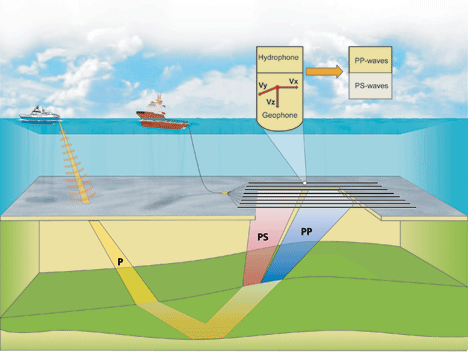 Hydrophone
Vy
Vx
Vz
Geophone
PP-waves
PS-waves
PS
PP
P